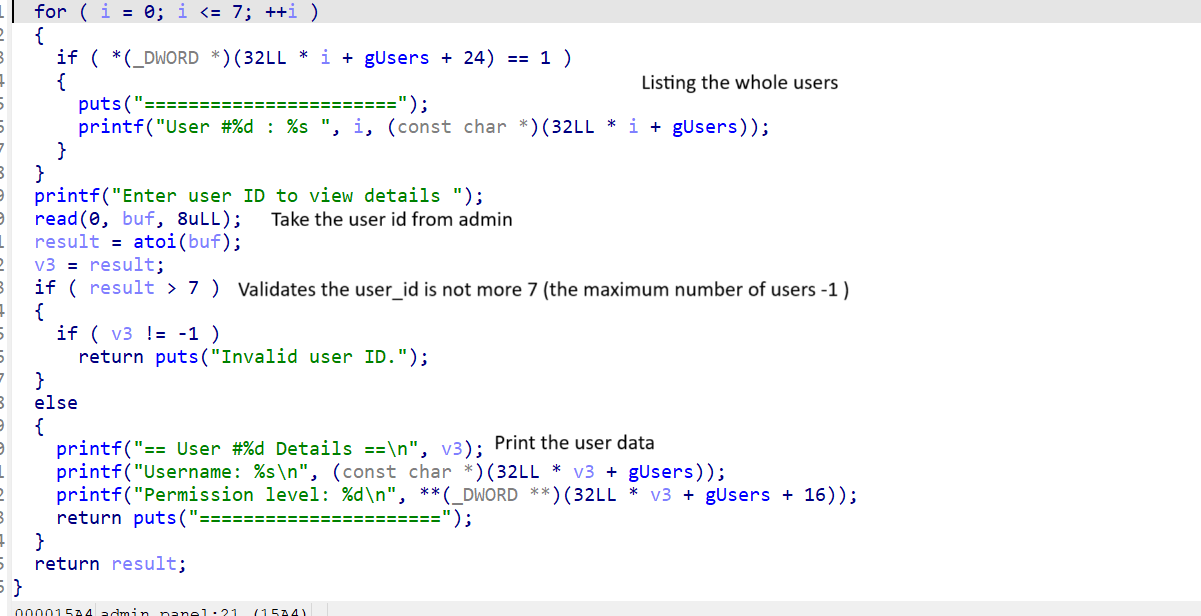 for ( i = 0; i <= 7; ++i )
{
if ( *(_DWORD *)(32LL * i + gUsers + 24) == 1 )
{ Listing the whole users
puts("=======================");
printf("User #%d : %s ", i, (const char *)(32LL * i + gUsers));
}
}
printf("Enter user ID to view details ");
read(0, buf, 8uLL); Take the user id from admin
result = atoi(buf);
v3 = result;
if ( result > 7 ) Validates the user_id is not more 7 (the maximum number of users -1 )
{
if ( v3 != -1 )
return puts("Invalid user ID.");
}
else
{
printf("== User #%d Details ==\n", v3); Print the user data
printf("Username: %s\n", (const char *)(32LL * v3 + gUsers));
printf("Permission level: %d\n", **(_DWORD **)(32LL * v3 + gUsers + 16));
return puts("======================");
}
return result;
}
000015A4 admin_panel:21 (15A4)